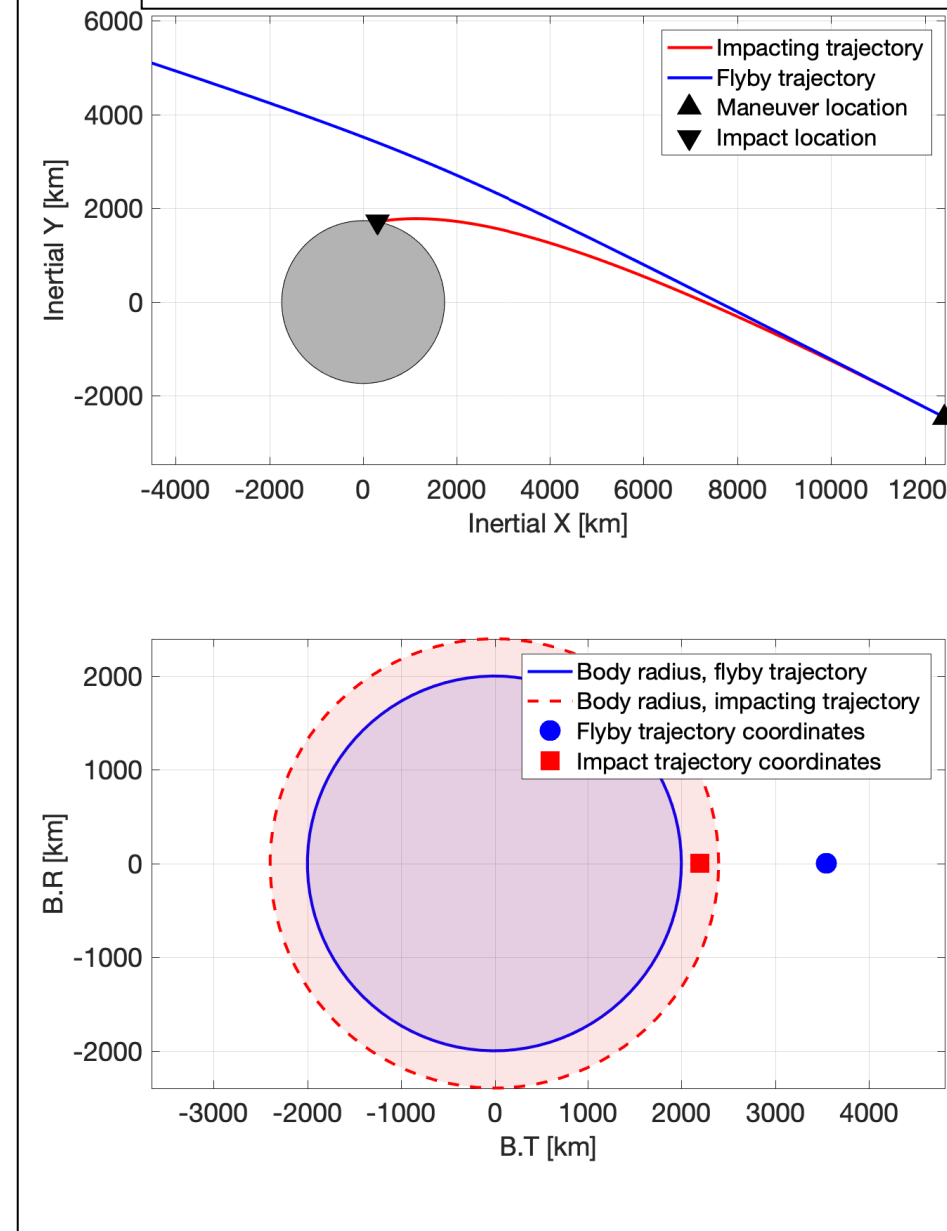 6000
4000
2000
0
-2000
Inertial Y [km]
Impacting trajectory
Flyby trajectory
Maneuver location
Impact location
-4000 -2000 0 2000 4000 6000 8000 10000 1200
Inertial X [km]
2000
1000
0
-1000
-2000
B.R [km]
Body radius, flyby trajectory
Body radius, impacting trajectory
Flyby trajectory coordinates
Impact trajectory coordinates
-3000 -2000 -1000 0 1000 2000 3000 4000
B.T [km]